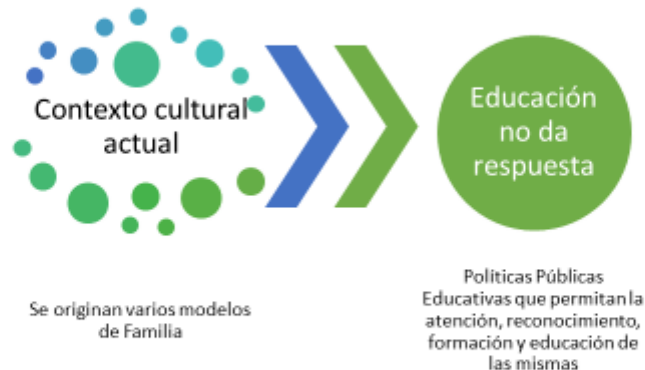 Contexto cultural
actual
Educación
no da
respuesta
Se originan varios modelos
de Familia
Políticas Públicas
Educativas que permitan la
atención, reconocimiento,
formación y educación de
las mismas